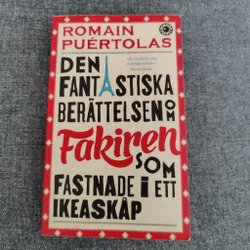 ROMAIN
PUÉRTOLAS
DEN
FANTASTISKA
BERÄTTELSEN OM
Fakiren
SOM
FASTNADE I ETT
IKEASKÅP